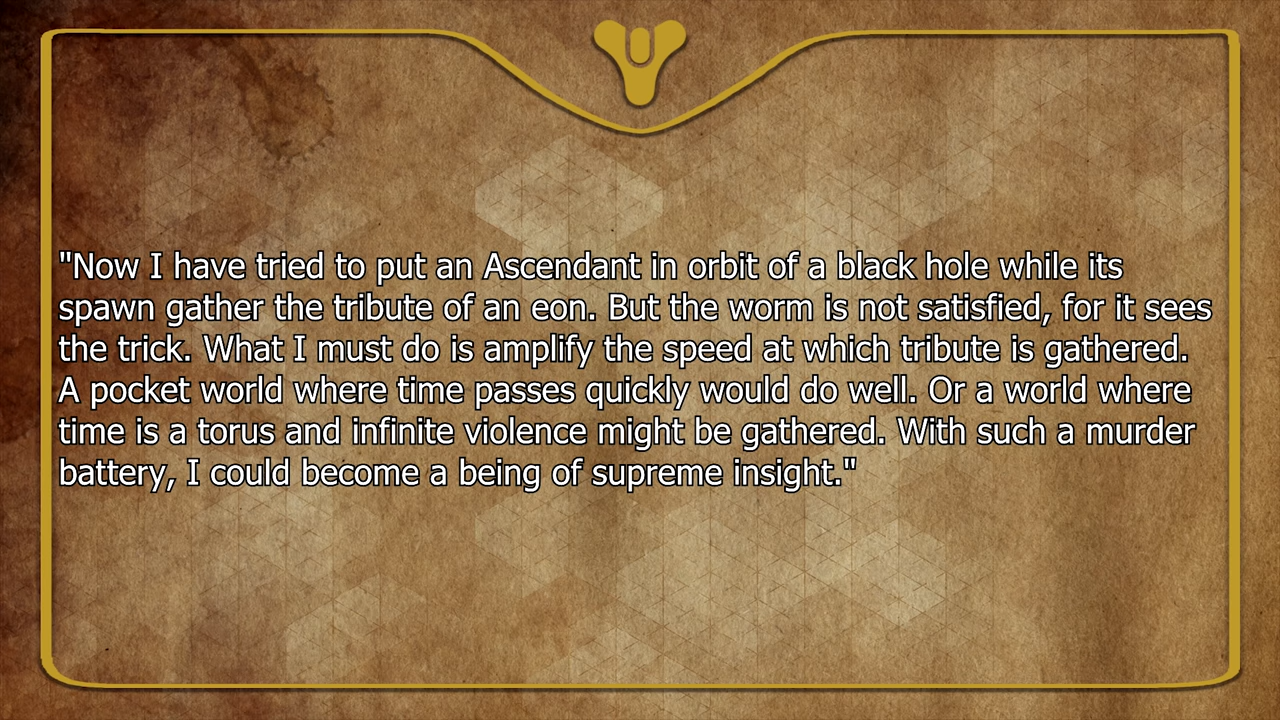 "Now I have tried to put an Ascendant in orbit of a black hole while its
spawn gather the tribute of an eon. But the worm is not satisfied, for it sees
the trick. What I must do is amplify the speed at which tribute is gathered.
A pocket world where time passes quickly would do well. Or a world where
time is a torus and infinite violence might be gathered. With such a murder
battery, I could become a being of supreme insight."